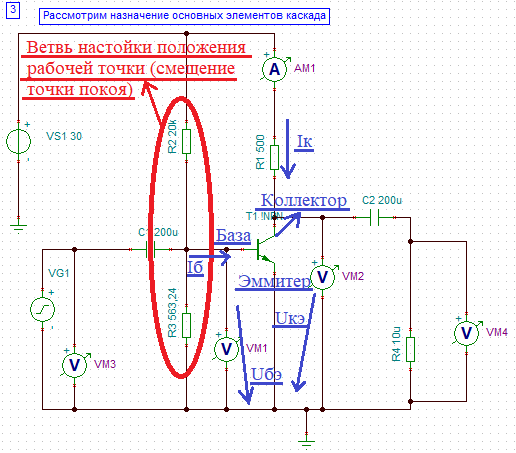 3
Рассмотрим назначение основных элементов каскада
Ветвь настойки положения
рабочей точки (смещение
точки покоя)
AM1
VS1 30
R2 20k
R1 500
Iк
Коллектор
C2 200u
T1 !NPN
C1 200u
База
Iб
VG1
Эммитер
VM2
R3 563,24
Uкэ
VM3
VM1
VM4
R4 10u
Uбэ